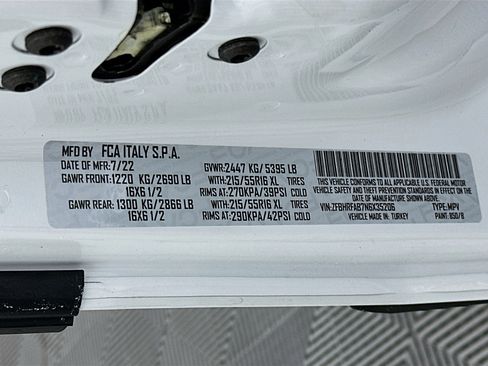 MFD BY FCA ITALY S.P.A.
DATE OF MFR: 7/22 GVWR: 2447 KG/ 5395 LB
GAWR FRONT:1220 KG/2690 LB WITH:215/55R16 XL TIRES
16X6 1/2 RIMS AT:270KPA/39PSI COLD
GAWR REAR: 1300 KG/2866 LB WITH:215/55R16 XL TIRES
16X6 1/2 RIMS AT:290KPA/42PSI COLD
THIS VEHICLE CONFORMS TO ALL APPLICABLE U.S.A. FEDERAL MOTOR
VEHICLE SAFETY AND THEFT PREVENTION STANDARDS IN EFFECT ON THE
DATE OF MANUFACTURE SHOWN ABOVE.
VIN:ZFBHRFAB7N6X35206 TYPE: MPV
MADE IN: TURKEY PAINT: 850/B